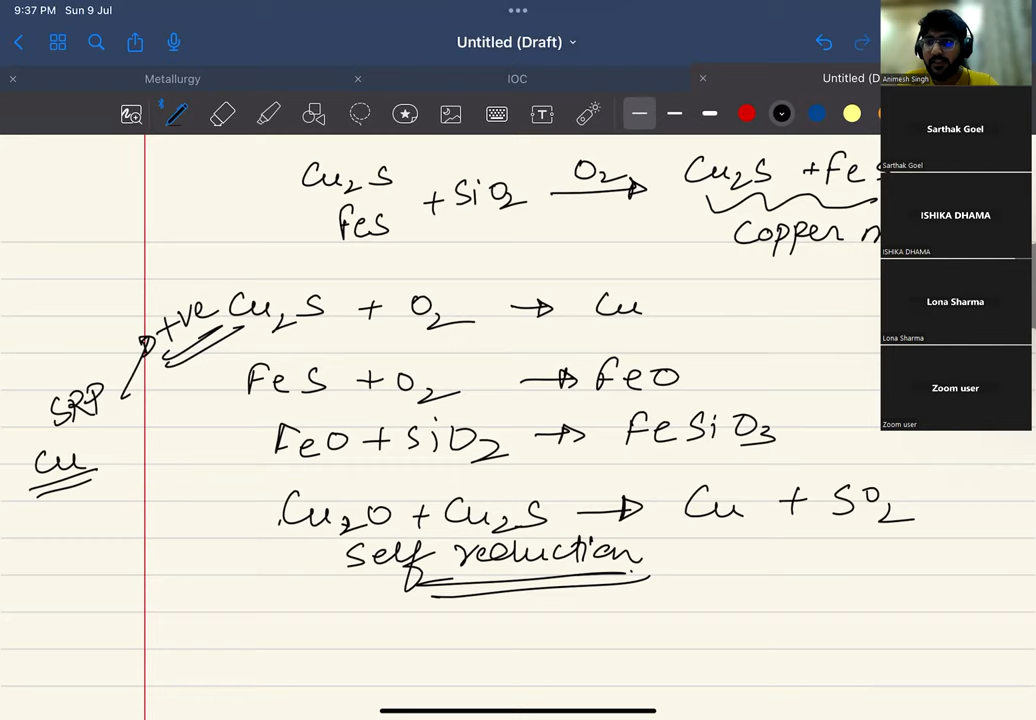 9:37 PM Sun 9 Jul
Untitled (Draft)
Metallurgy
IOC
Untitled (D
Animesh Singh
Sarthak Goel
Sarthak Goel
ISHIKA DHAMA
ISHIKA DHAMA
Lona Sharma
Lona Sharma
Zoom user
Zoom user
Cu₂S
FeS
+ SiO₂
O₂ →
Cu₂S + FeS
Copper m
+ve Cu₂S + O₂ → Cu
FeS + O₂ → FeO
SRP
FeO + SiO₂ → FeSiO₃
Cu
Cu₂O + Cu₂S → Cu + SO₂
Self reduction